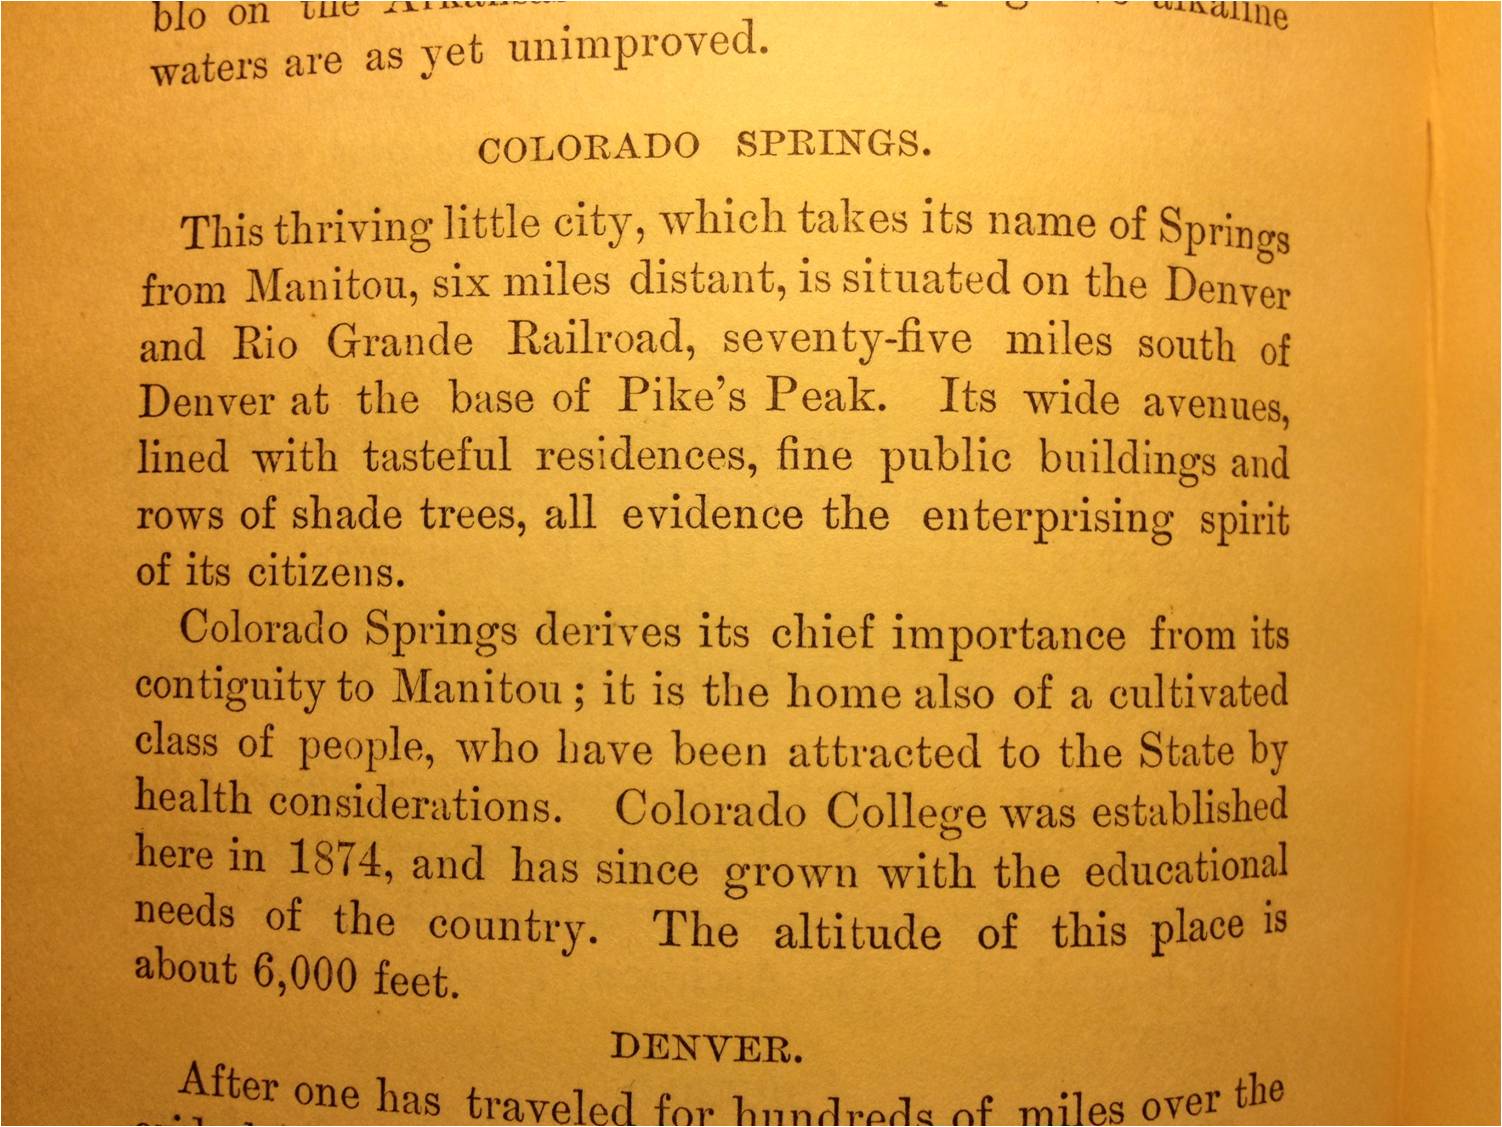 blo on the Arkansas alkaline
waters are as yet unimproved.
COLORADO SPRINGS.
This thriving little city, which takes its name of Springs
from Manitou, six miles distant, is situated on the Denver
and Rio Grande Railroad, seventy-five miles south of
Denver at the base of Pike's Peak. Its wide avenues,
lined with tasteful residences, fine public buildings and
rows of shade trees, all evidence the enterprising spirit
of its citizens.
Colorado Springs derives its chief importance from its
contiguity to Manitou; it is the home also of a cultivated
class of people, who have been attracted to the State by
health considerations. Colorado College was established
here in 1874, and has since grown with the educational
needs of the country. The altitude of this place is
about 6,000 feet.
DENVER.
After one has traveled for hundreds of miles over the